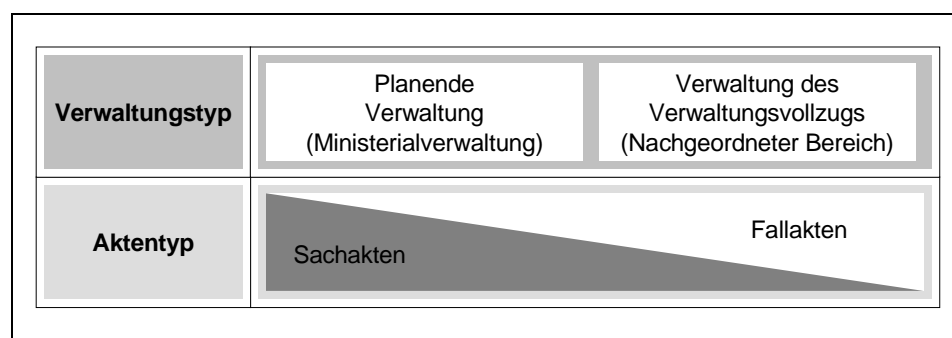 Verwaltungstyp
Planende
Verwaltung
(Ministerialverwaltung)
Verwaltung des
Verwaltungsvollzugs
(Nachgeordneter Bereich)
Aktentyp
Sachakten
Fallakten